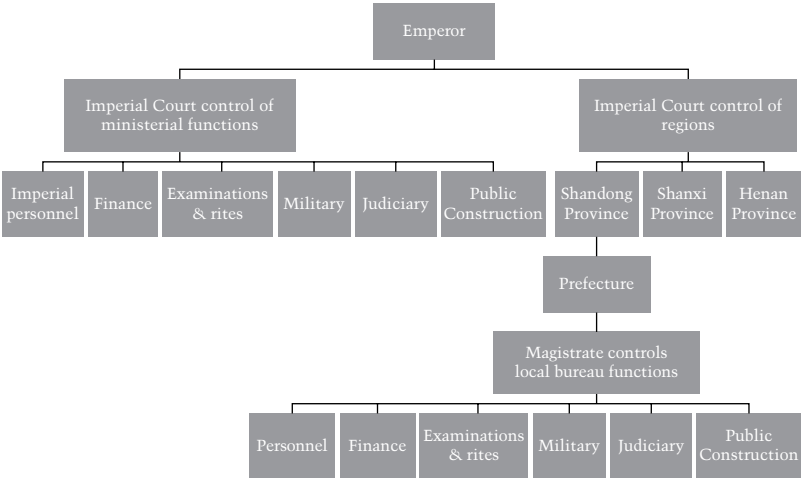 Emperor
Imperial Court control of
ministerial functions
Imperial Court control of
regions
Imperial
personnel
Finance
Examinations
& rites
Military
Judiciary
Public
Construction
Shandong
Province
Shanxi
Province
Henan
Province
Prefecture
Magistrate controls
local bureau functions
Personnel
Finance
Examinations
& rites
Military
Judiciary
Public
Construction